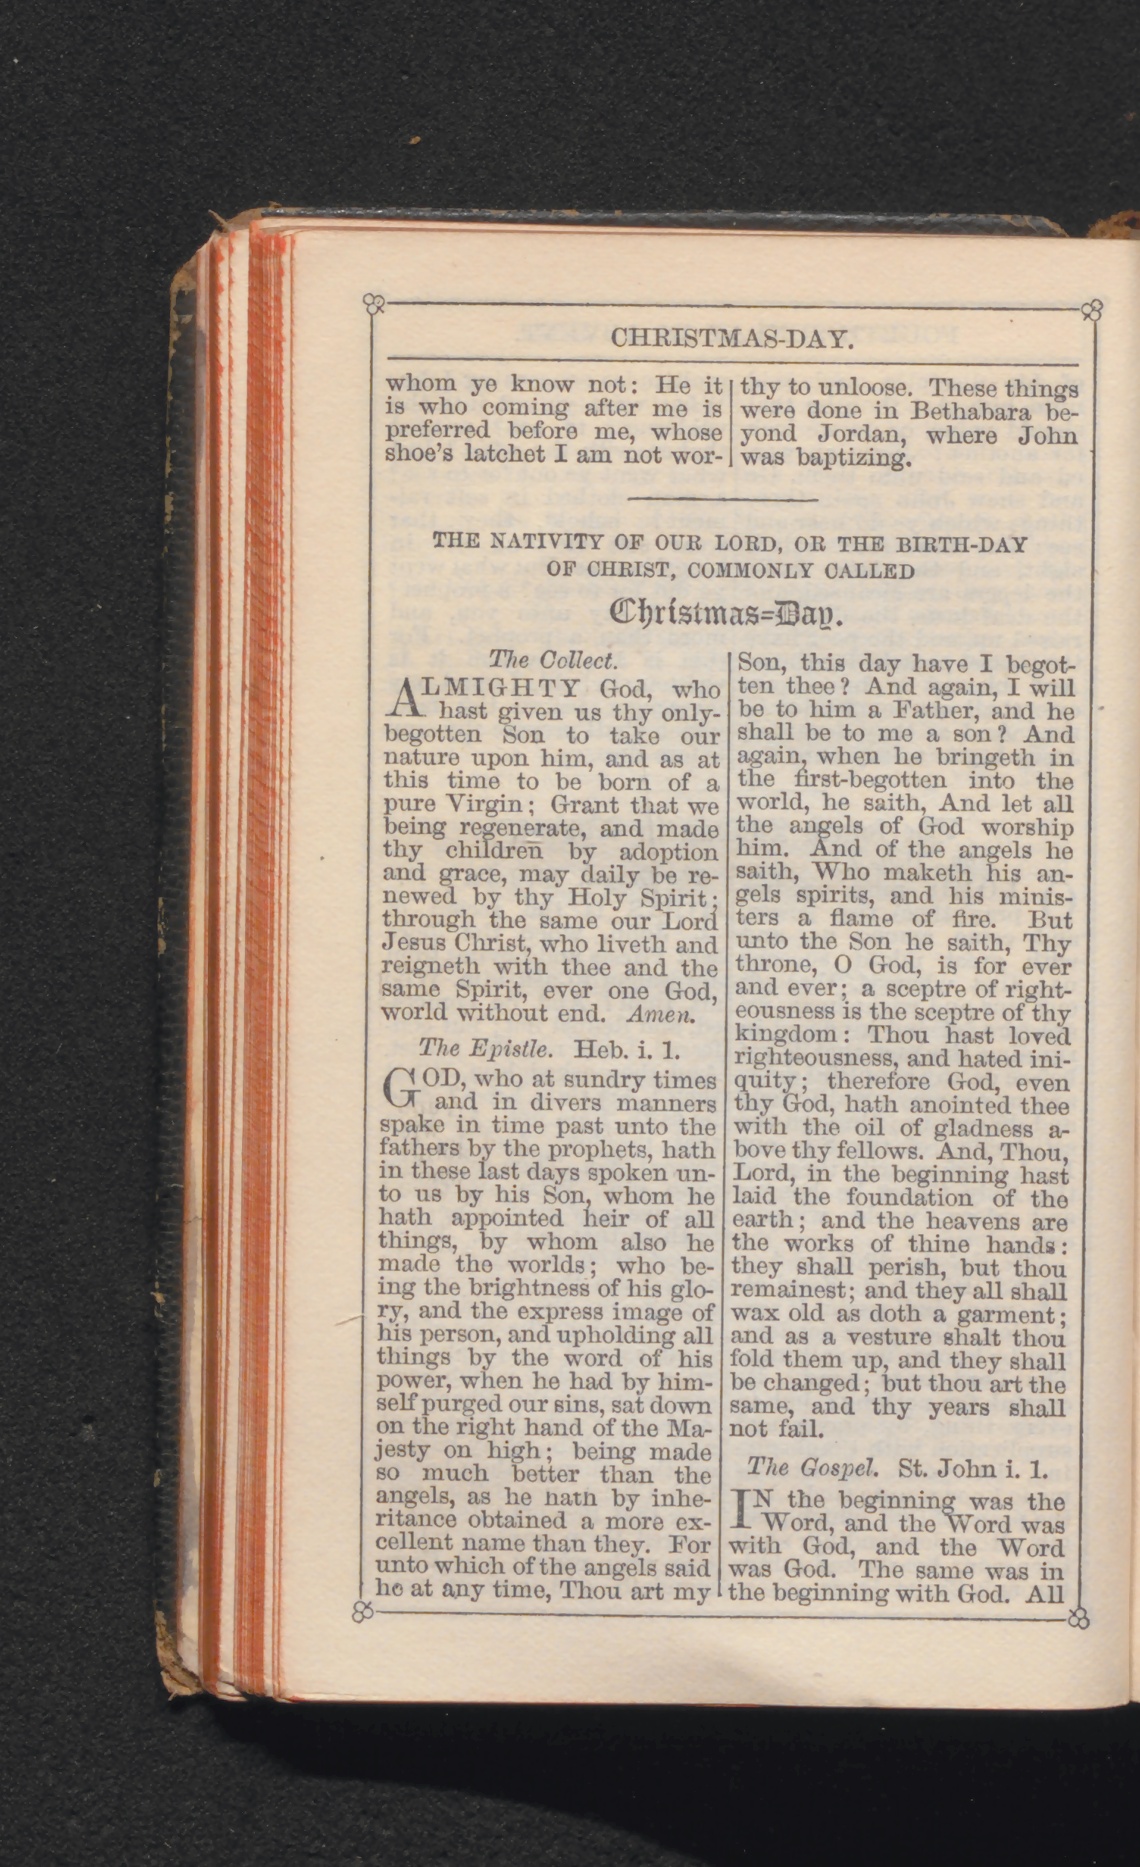 CHRISTMAS-DAY.
whom ye know not: He it
is who coming after me is
preferred before me, whose
shoe's latchet I am not wor-
thy to unloose. These things
were done in Bethabara be-
yond Jordan, where John
was baptizing.
THE NATIVITY OF OUR LORD, OR THE BIRTH-DAY
OF CHRIST, COMMONLY CALLED
Christmas=Day.
The Collect.
ALMIGHTY God, who
hast given us thy only-
begotten Son to take our
nature upon him, and as at
this time to be born of a
pure Virgin; Grant that we
being regenerate, and made
thy children by adoption
and grace, may daily be re-
newed by thy Holy Spirit;
through the same our Lord
Jesus Christ, who liveth and
reigneth with thee and the
same Spirit, ever one God,
world without end. Amen.
The Epistle. Heb. i. 1.
GOD, who at sundry times
and in divers manners
spake in time past unto the
fathers by the prophets, hath
in these last days spoken un-
to us by his Son, whom he
hath appointed heir of all
things, by whom also he
made the worlds; who be-
ing the brightness of his glo-
ry, and the express image of
his person, and upholding all
things by the word of his
power, when he had by him-
self purged our sins, sat down
on the right hand of the Ma-
jesty on high; being made
so much better than the
angels, as he hath by inhe-
ritance obtained a more ex-
cellent name than they. For
unto which of the angels said
he at any time, Thou art my
Son, this day have I begot-
ten thee? And again, I will
be to him a Father, and he
shall be to me a son? And
again, when he bringeth in
the first-begotten into the
world, he saith, And let all
the angels of God worship
him. And of the angels he
saith, Who maketh his an-
gels spirits, and his minis-
ters a flame of fire. But
unto the Son he saith, Thy
throne, O God, is for ever
and ever; a sceptre of right-
eousness is the sceptre of thy
kingdom: Thou hast loved
righteousness, and hated ini-
quity; therefore God, even
thy God, hath anointed thee
with the oil of gladness a-
bove thy fellows. And, Thou,
Lord, in the beginning hast
laid the foundation of the
earth; and the heavens are
the works of thine hands:
they shall perish, but thou
remainest; and they all shall
wax old as doth a garment;
and as a vesture shalt thou
fold them up, and they shall
be changed; but thou art the
same, and thy years shall
not fail.
The Gospel. St. John i. 1.
IN the beginning was the
Word, and the Word was
with God, and the Word
was God. The same was in
the beginning with God. All